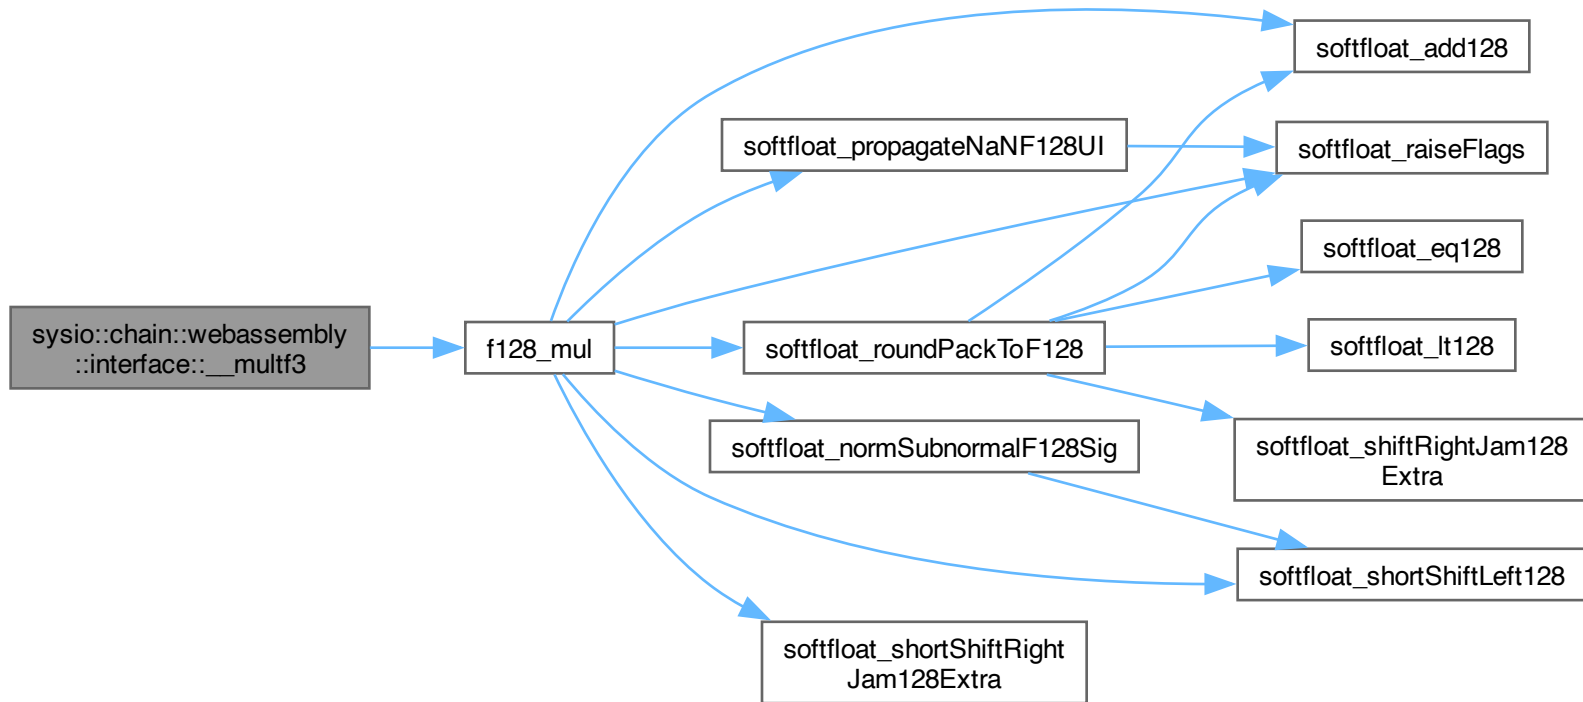 sysio::chain::webassembly
::interface::__multf3
f128_mul
softfloat_add128
softfloat_propagateNaNF128UI
softfloat_raiseFlags
softfloat_eq128
softfloat_roundPackToF128
softfloat_lt128
softfloat_normSubnormalF128Sig
softfloat_shiftRightJam128
Extra
softfloat_shortShiftLeft128
softfloat_shortShiftRight
Jam128Extra